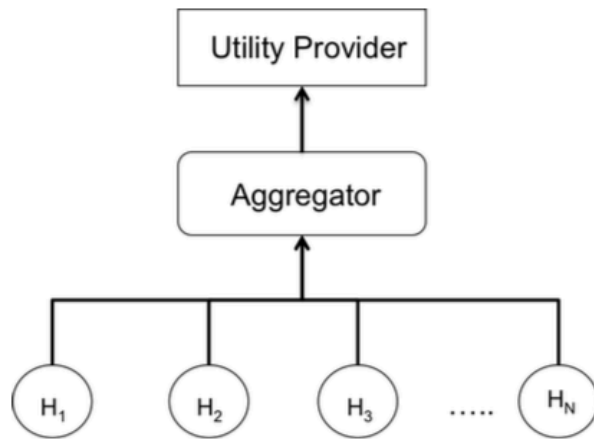 Utility Provider
Aggregator
H1 H2 H3 ..... HN